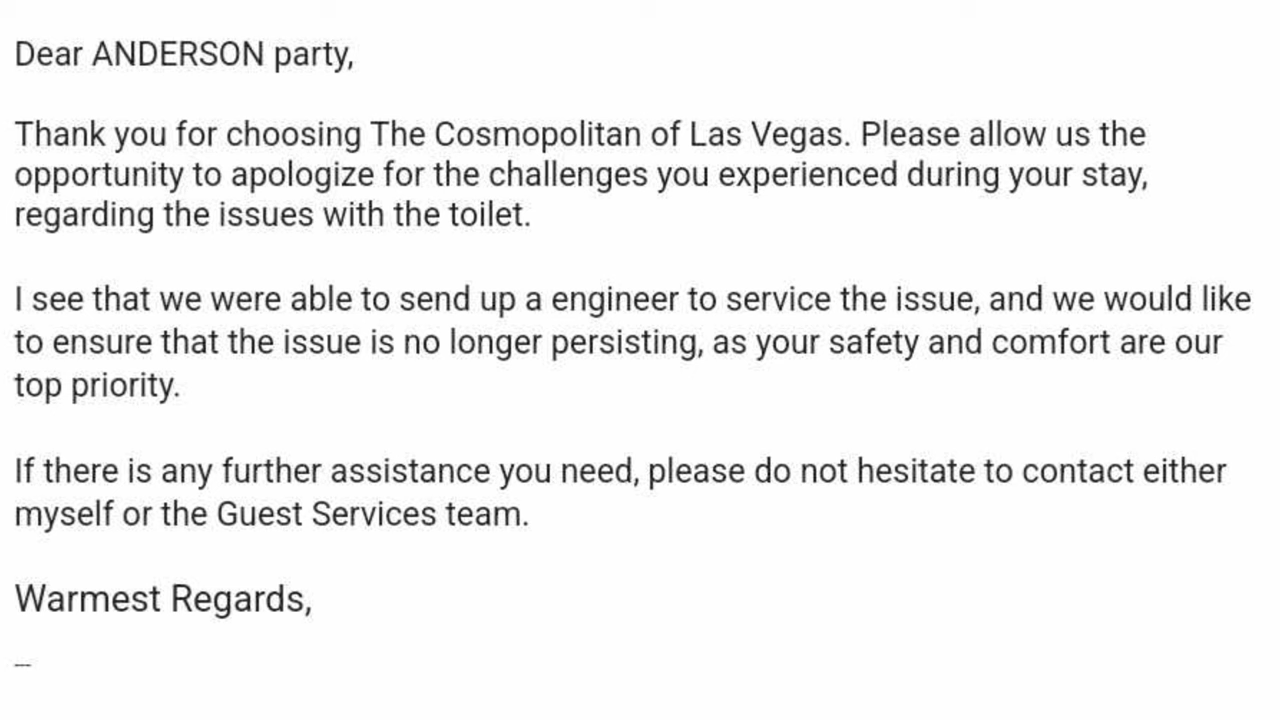 Dear ANDERSON party,
Thank you for choosing The Cosmopolitan of Las Vegas. Please allow us the
opportunity to apologize for the challenges you experienced during your stay,
regarding the issues with the toilet.
I see that we were able to send up a engineer to service the issue, and we would like
to ensure that the issue is no longer persisting, as your safety and comfort are our
top priority.
If there is any further assistance you need, please do not hesitate to contact either
myself or the Guest Services team.
Warmest Regards,
—